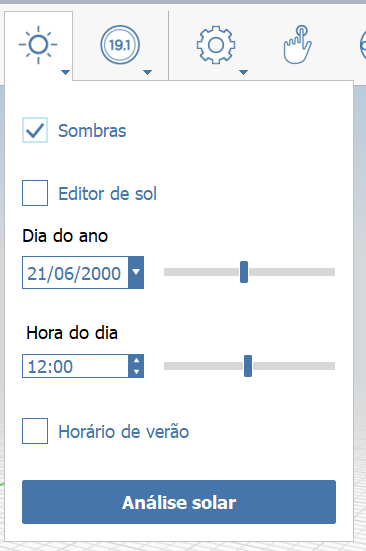 19.1
Sombras
Editor de sol
Dia do ano
21/06/2000
Hora do dia
12:00
Horário de verão
Análise solar